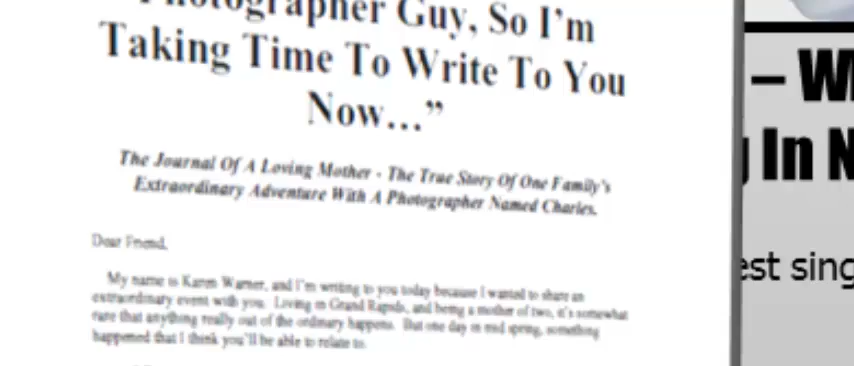 Photographer Guy, So I'm
Taking Time To Write To You
Now..."
The Journal Of A Loving Mother - The True Story Of One Family's
Extraordinary Adventure With A Photographer Named Charles.
Dear Friend,
My name is Karen Warner, and I'm writing to you today because I wanted to share an
extraordinary event with you. Living in Grand Rapids, and being a mother of two, it's somewhat
rare that anything really out of the ordinary happens. But one day in mid spring, something
happened that I think you'll be able to relate to.
– W
In N
est sing